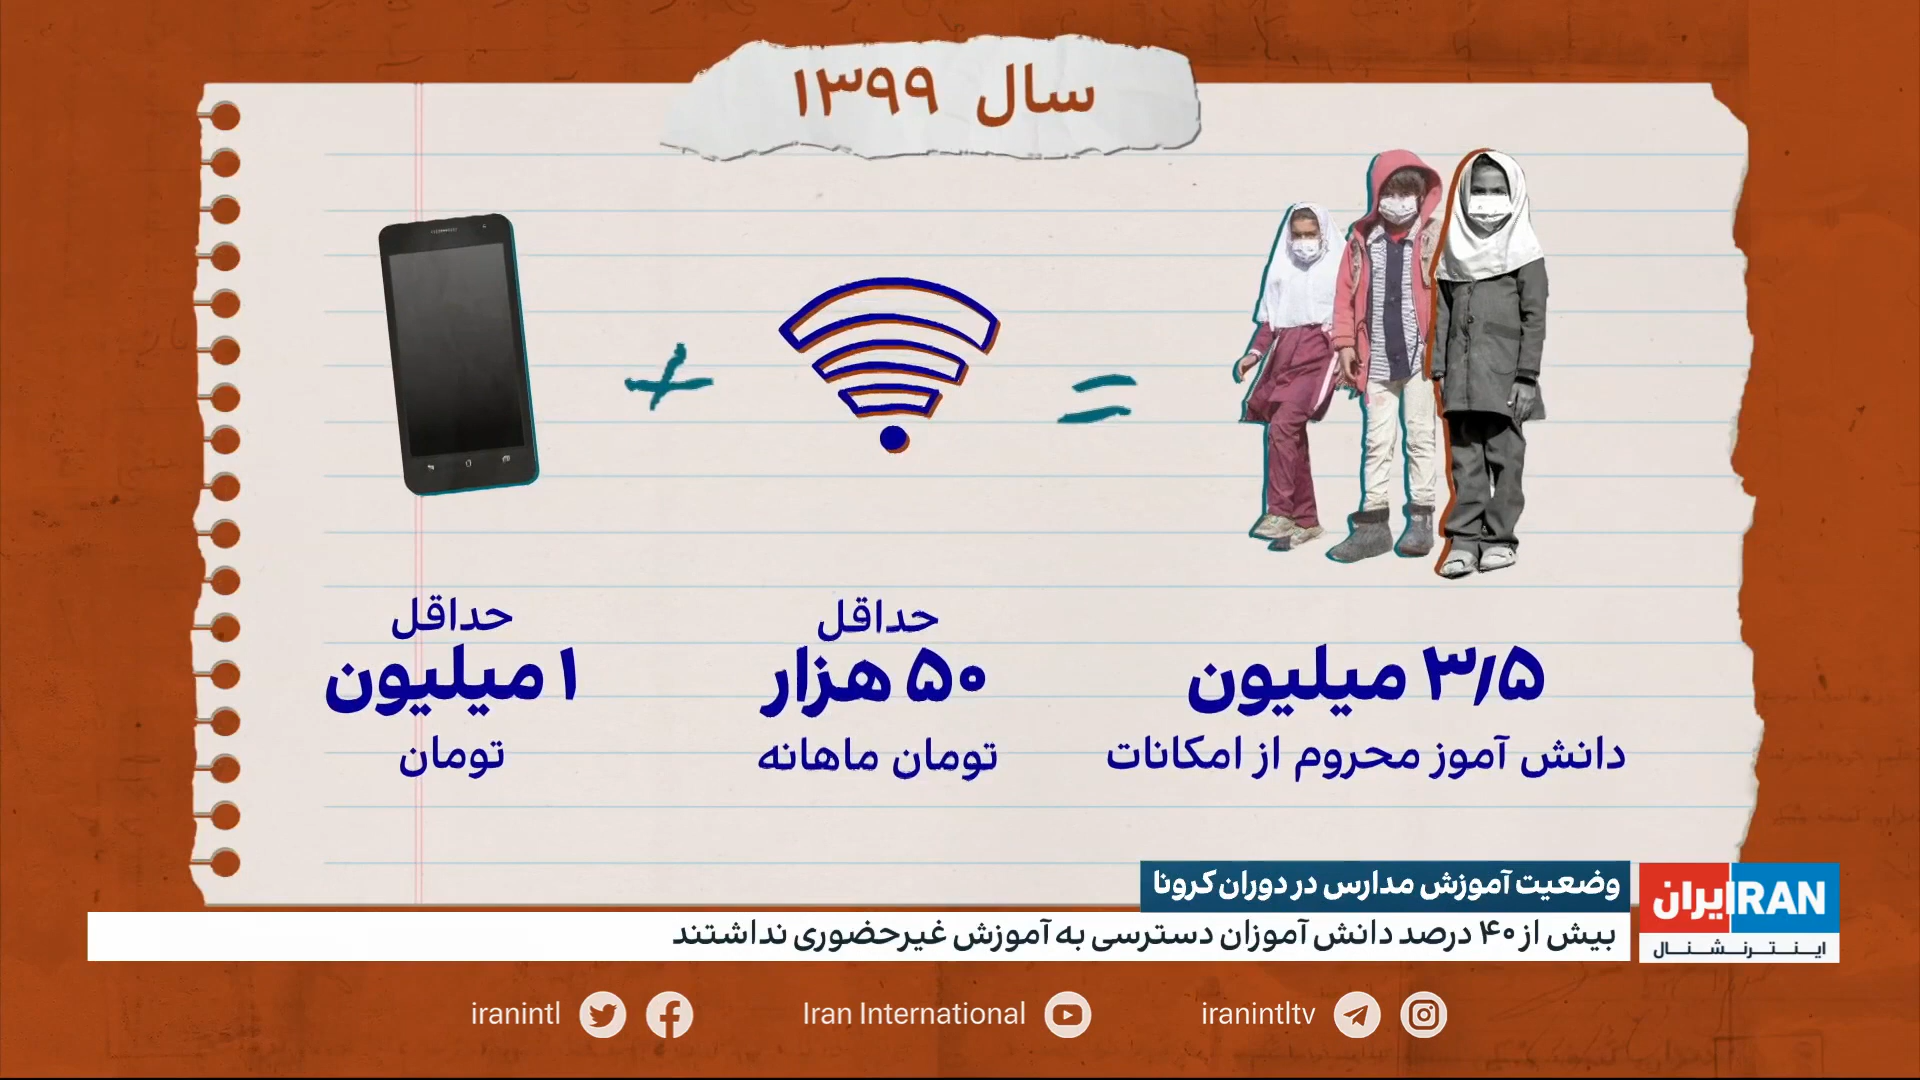 سال ۱۳۹۹
حداقل
۱ میلیون
تومان
حداقل
۵۰ هزار
تومان ماهانه
۳٫۵ میلیون
دانش آموز محروم از امکانات
وضعیت آموزش مدارس در دوران کرونا
بیش از ۴۰ درصد دانش آموزان دسترسی به آموزش غیرحضوری نداشتند
ایران IRAN
اینترنشنال
iranintl
Iran International
iranintltv